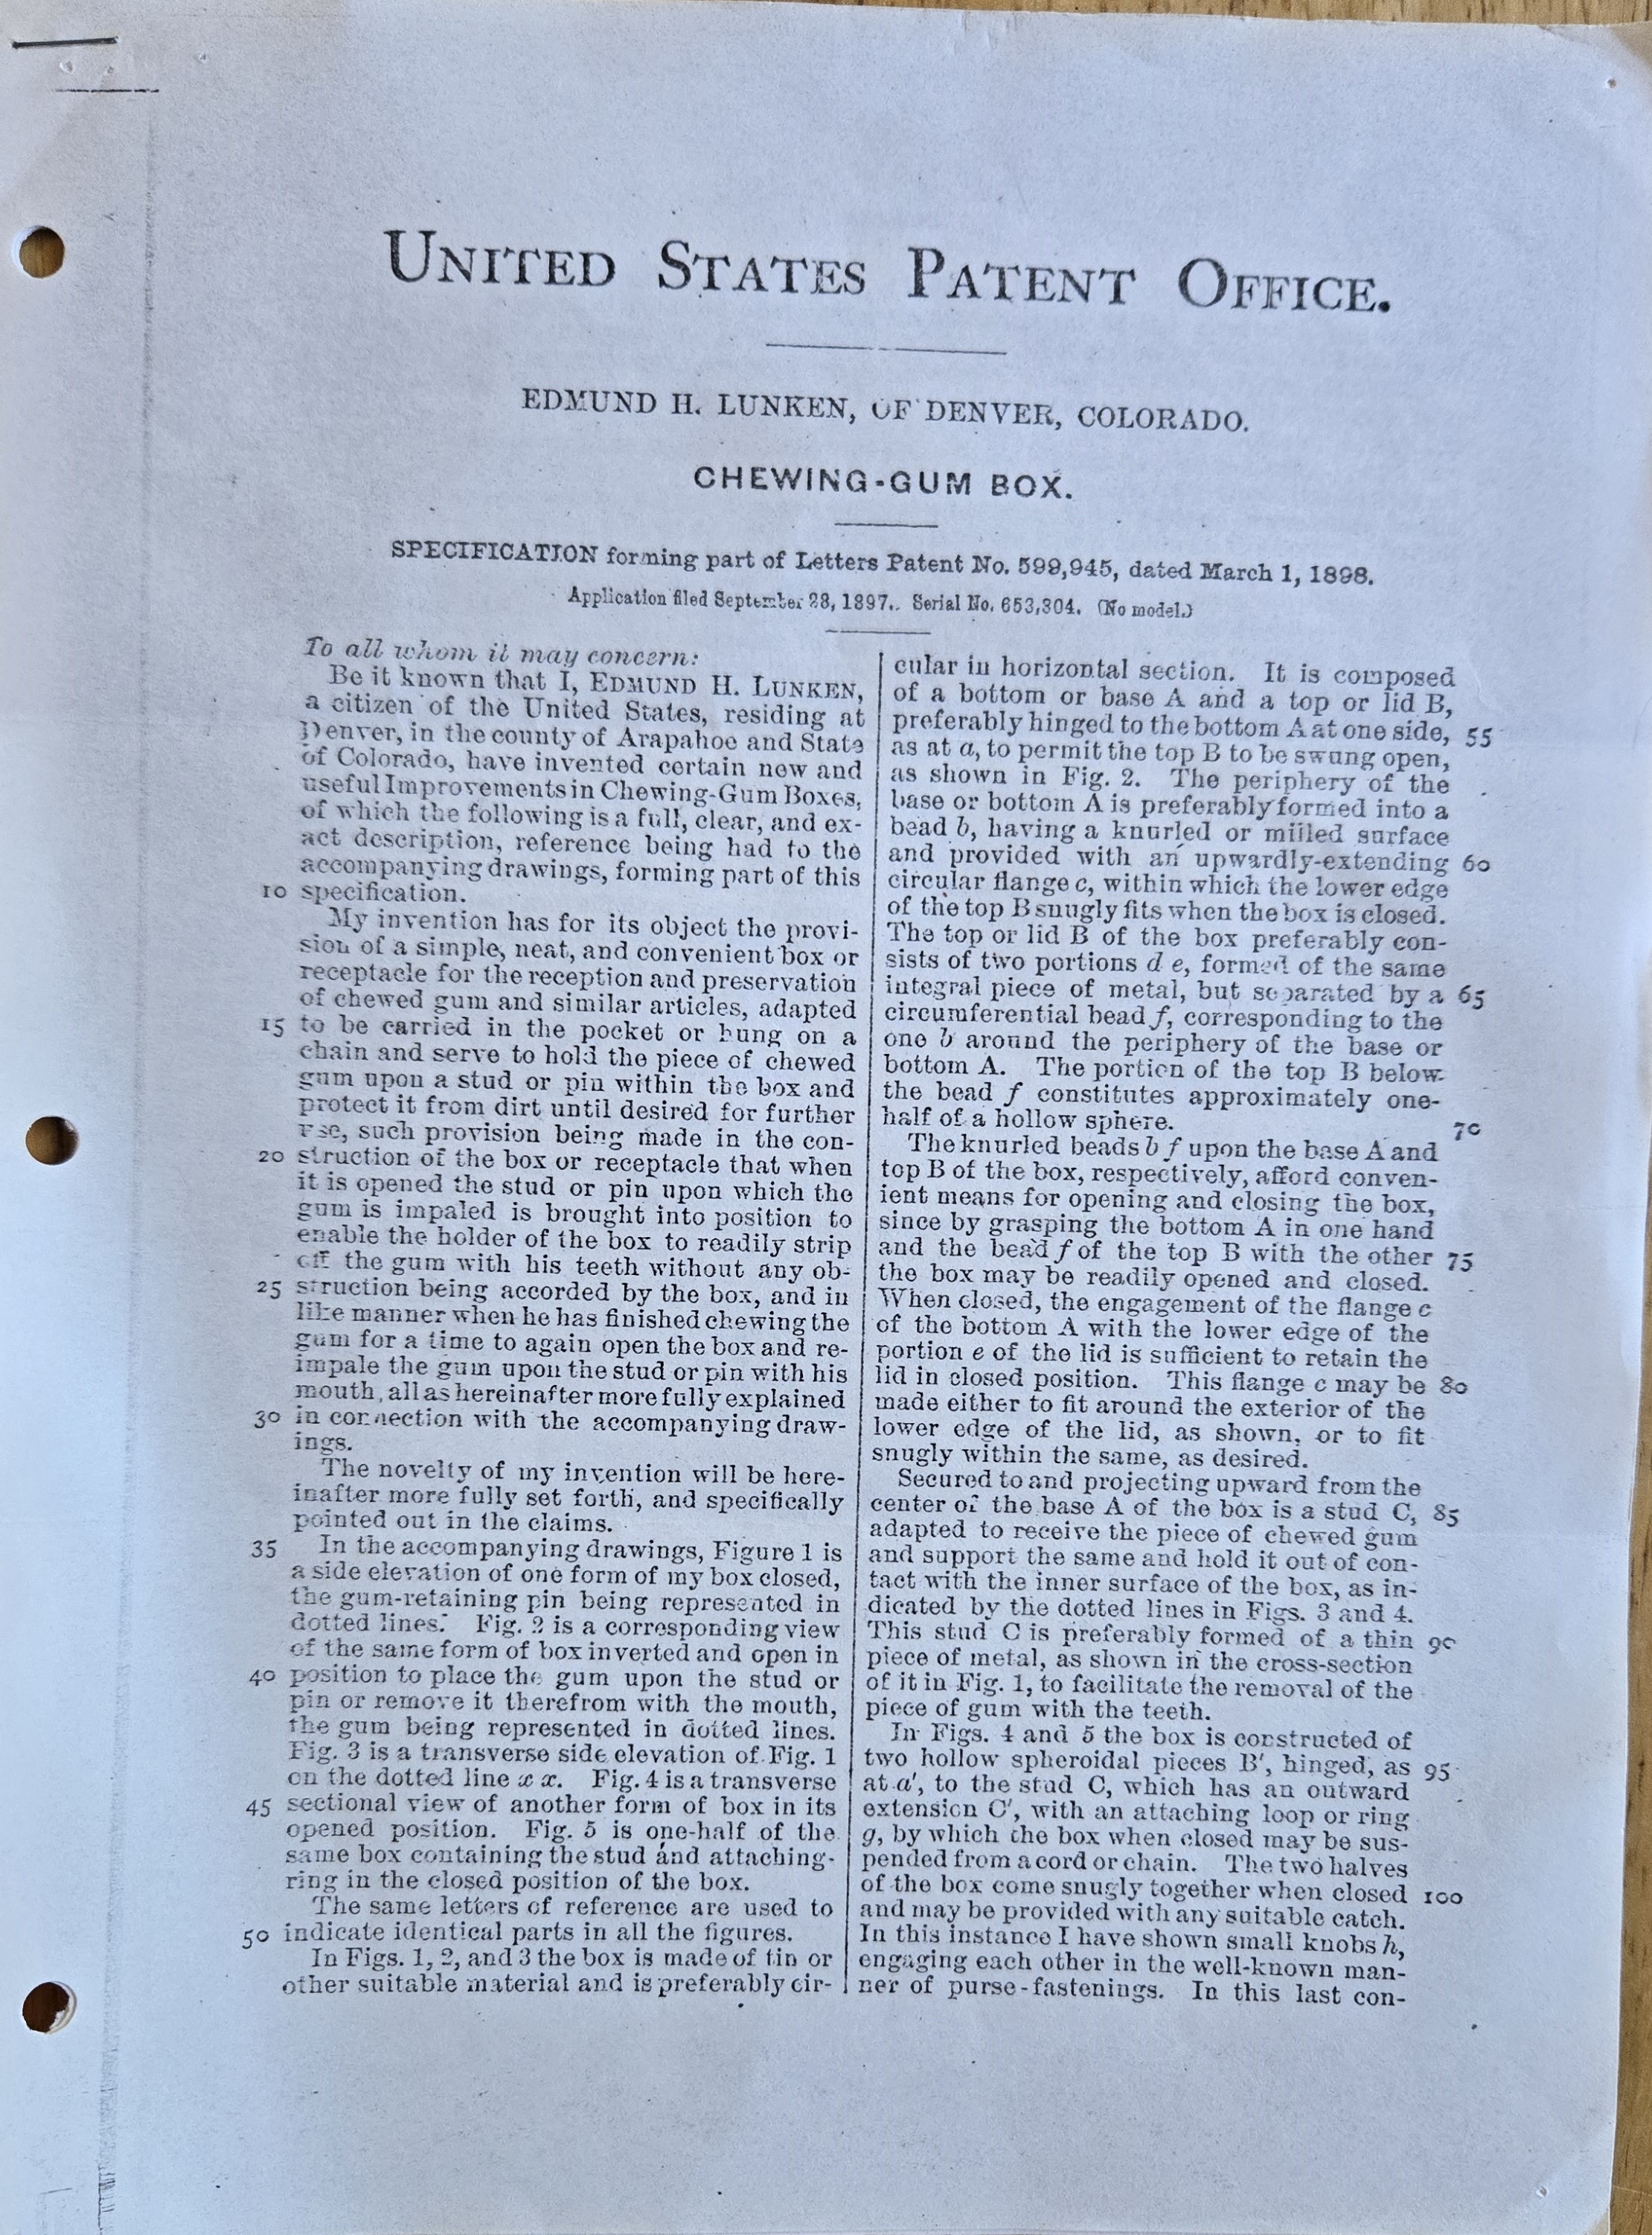 UNITED STATES PATENT OFFICE.
EDMUND H. LUNKEN, OF DENVER, COLORADO.
CHEWING-GUM BOX.
SPECIFICATION forming part of Letters Patent No. 599,945, dated March 1, 1898.
Application filed September 28, 1897. Serial No. 653,304. (No model.)
To all whom it may concern:
Be it known that I, EDMUND H. LUNKEN,
a citizen of the United States, residing at
Denver, in the county of Arapahoe and State
of Colorado, have invented certain new and
useful Improvements in Chewing-Gum Boxes,
of which the following is a full, clear, and ex-
act description, reference being had to the
accompanying drawings, forming part of this
10 specification.
My invention has for its object the provi-
sion of a simple, neat, and convenient box or
receptacle for the reception and preservation
of chewed gum and similar articles, adapted
15 to be carried in the pocket or hung on a
chain and serve to hold the piece of chewed
gum upon a stud or pin within the box and
protect it from dirt until desired for further
use, such provision being made in the con-
20 struction of the box or receptacle that when
it is opened the stud or pin upon which the
gum is impaled is brought into position to
enable the holder of the box to readily strip
off the gum with his teeth without any ob-
25 struction being accorded by the box, and in
like manner when he has finished chewing the
gum for a time to again open the box and re-
impale the gum upon the stud or pin with his
mouth, all as hereinafter more fully explained
30 in connection with the accompanying draw-
ings.
The novelty of my invention will be here-
inafter more fully set forth, and specifically
pointed out in the claims.
35 In the accompanying drawings, Figure 1 is
a side elevation of one form of my box closed,
the gum-retaining pin being represented in
dotted lines. Fig. 2 is a corresponding view
of the same form of box inverted and open in
40 position to place the gum upon the stud or
pin or remove it therefrom with the mouth,
the gum being represented in dotted lines.
Fig. 3 is a transverse side elevation of Fig. 1
on the dotted line x x. Fig. 4 is a transverse
45 sectional view of another form of box in its
opened position. Fig. 5 is one-half of the
same box containing the stud and attaching-
ring in the closed position of the box.
The same letters of reference are used to
50 indicate identical parts in all the figures.
In Figs. 1, 2, and 3 the box is made of tin or
other suitable material and is preferably cir-
cular in horizontal section. It is composed
of a bottom or base A and a top or lid B,
preferably hinged to the bottom A at one side, 55
as at a, to permit the top B to be swung open,
as shown in Fig. 2. The periphery of the
base or bottom A is preferably formed into a
bead b, having a knurled or milled surface
and provided with an upwardly-extending 60
circular flange c, within which the lower edge
of the top B snugly fits when the box is closed.
The top or lid B of the box preferably con-
sists of two portions d e, formed of the same
integral piece of metal, but separated by a 65
circumferential bead f, corresponding to the
one b around the periphery of the base or
bottom A. The portion of the top B below
the bead f constitutes approximately one-
half of a hollow sphere. 70
The knurled beads b f upon the base A and
top B of the box, respectively, afford conven-
ient means for opening and closing the box,
since by grasping the bottom A in one hand
and the bead f of the top B with the other 75
the box may be readily opened and closed.
When closed, the engagement of the flange c
of the bottom A with the lower edge of the
portion e of the lid is sufficient to retain the
lid in closed position. This flange c may be 80
made either to fit around the exterior of the
lower edge of the lid, as shown, or to fit
snugly within the same, as desired.
Secured to and projecting upward from the
center of the base A of the box is a stud C, 85
adapted to receive the piece of chewed gum
and support the same and hold it out of con-
tact with the inner surface of the box, as in-
dicated by the dotted lines in Figs. 3 and 4.
This stud C is preferably formed of a thin 90
piece of metal, as shown in the cross-section
of it in Fig. 1, to facilitate the removal of the
piece of gum with the teeth.
In Figs. 4 and 5 the box is constructed of
two hollow spheroidal pieces B', hinged, as 95
at a', to the stud C, which has an outward
extension C', with an attaching loop or ring
g, by which the box when closed may be sus-
pended from a cord or chain. The two halves
of the box come snugly together when closed 100
and may be provided with any suitable catch.
In this instance I have shown small knobs h,
engaging each other in the well-known man-
ner of purse-fastenings. In this last con-